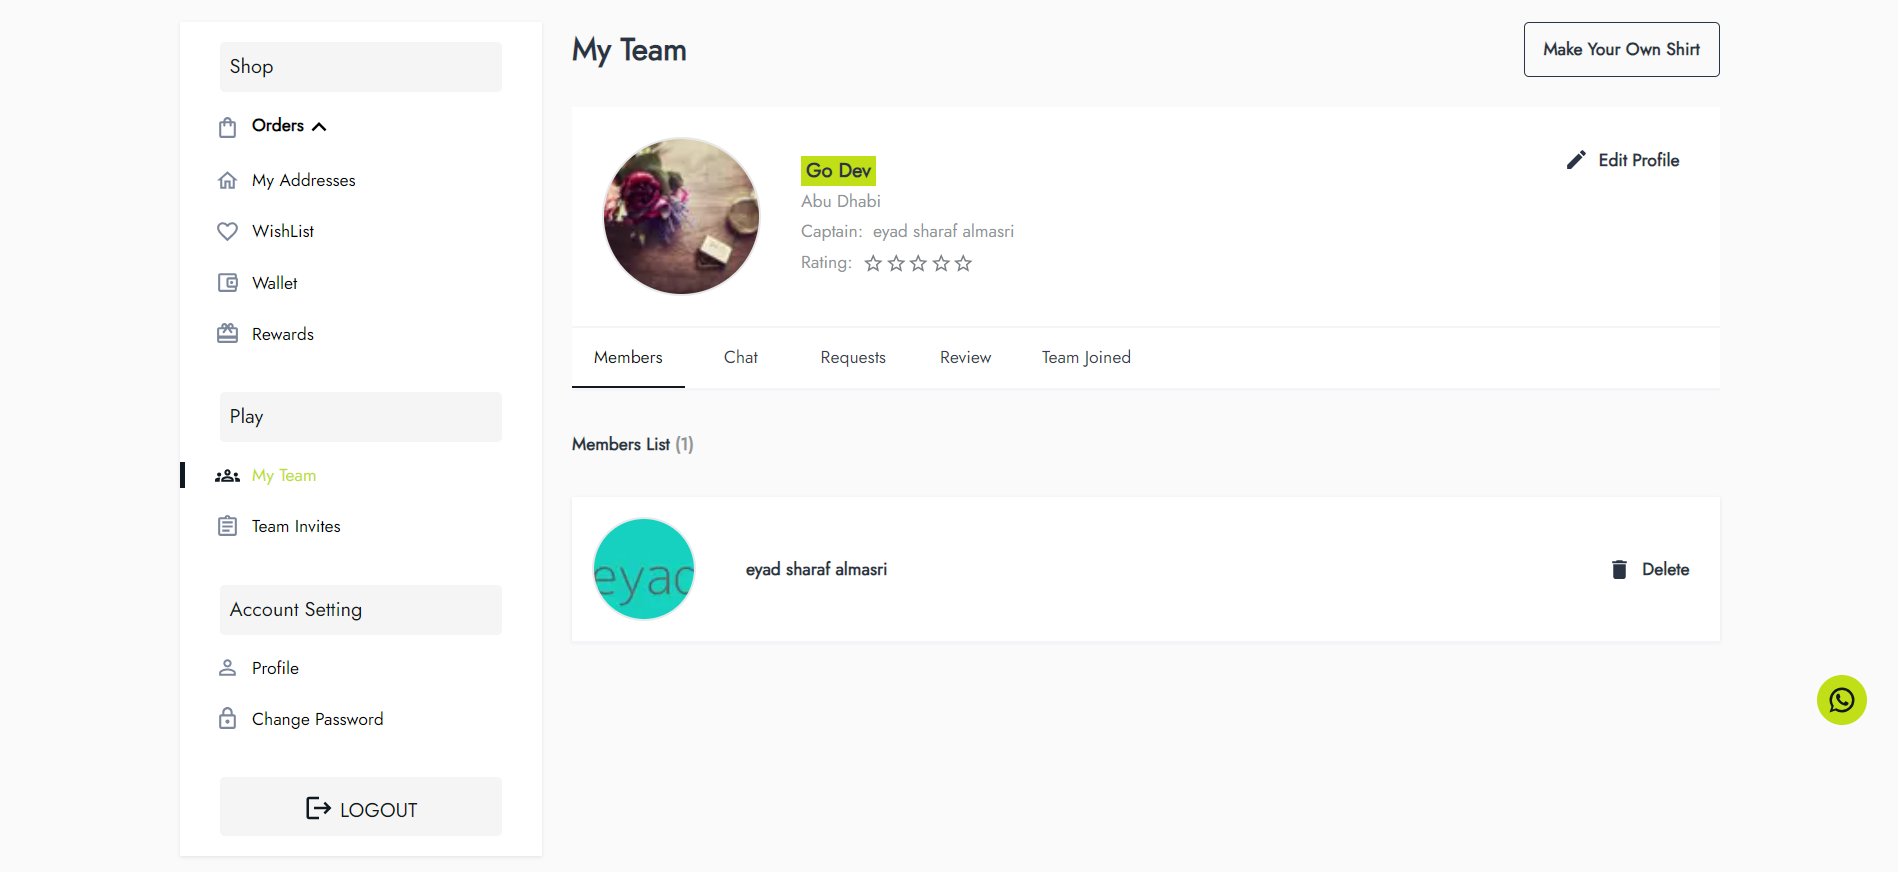 Shop
Orders
My Addresses
WishList
Wallet
Rewards
Play
My Team
Team Invites
Account Setting
Profile
Change Password
LOGOUT
My Team
Make Your Own Shirt
Go Dev
Edit Profile
Abu Dhabi
Captain: eyad sharaf almasri
Rating:
Members Chat Requests Review Team Joined
Members List (1)
eyad
eyad sharaf almasri
Delete